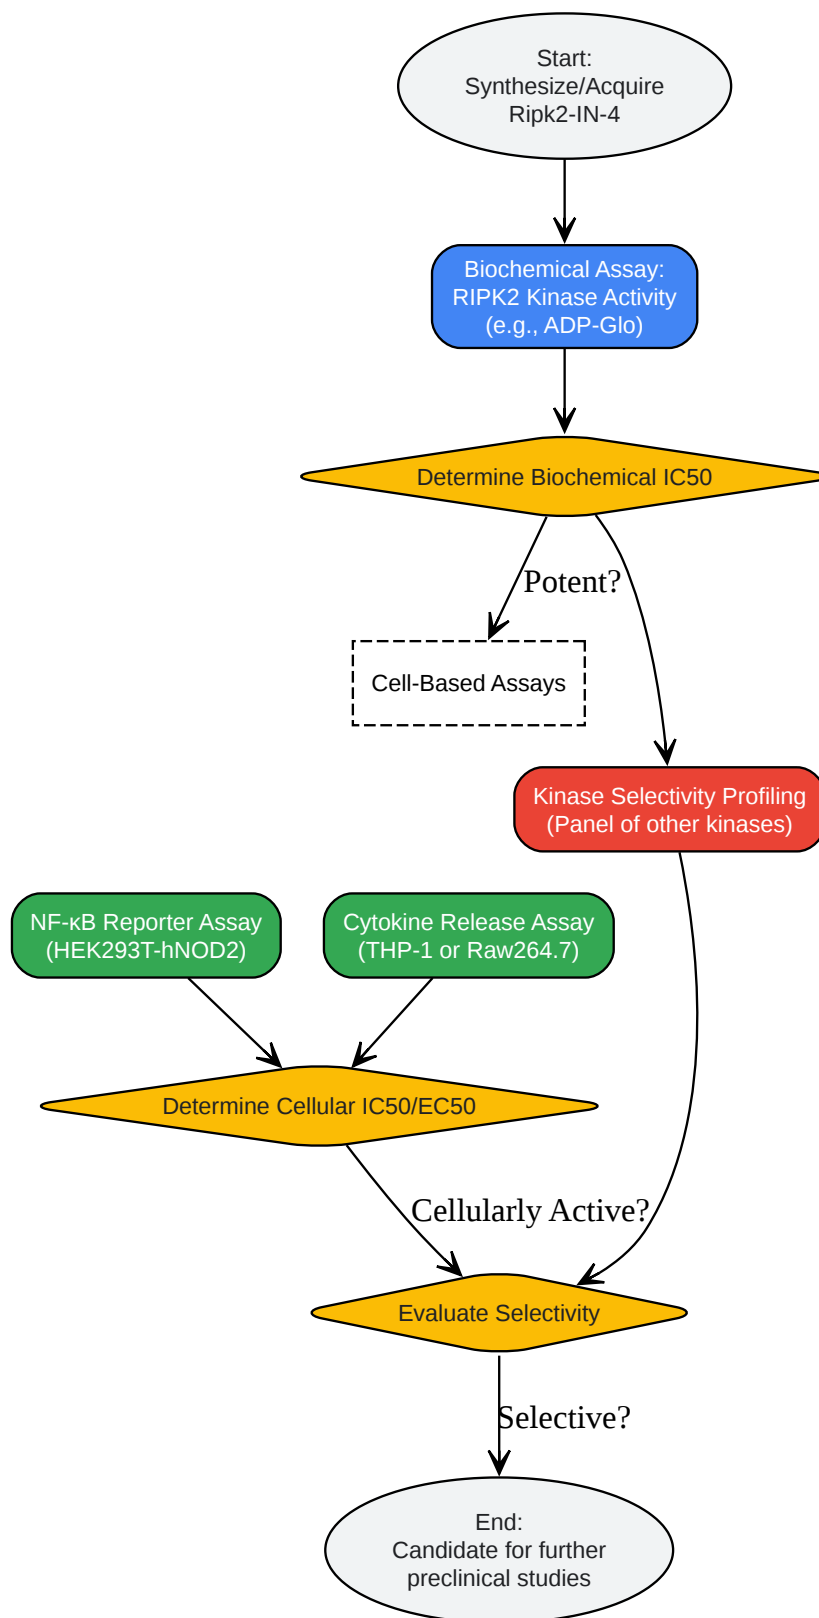 Start:
Synthesize/Acquire
Ripk2-IN-4
Biochemical Assay:
RIPK2 Kinase Activity
(e.g., ADP-Glo)
Determine Biochemical IC50
Potent?
Cell-Based Assays
Kinase Selectivity Profiling
(Panel of other kinases)
NF-κB Reporter Assay
(HEK293T-hNOD2)
Cytokine Release Assay
(THP-1 or Raw264.7)
Determine Cellular IC50/EC50
Cellularly Active?
Evaluate Selectivity
Selective?
End:
Candidate for further
preclinical studies